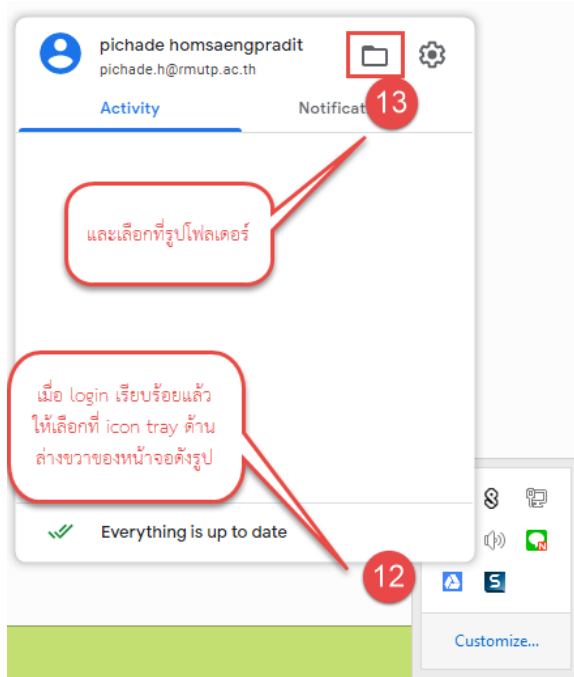 pichade homsaengpradit
pichade.h@rmutp.ac.th
Activity
Notificat
13
และเลือกที่รูปโฟลเดอร์
เมื่อ login เรียบร้อยแล้ว
ให้เลือกที่ icon tray ด้าน
ล่างขวาของหน้าจอดังรูป
Everything is up to date
12
N
S
Customize...